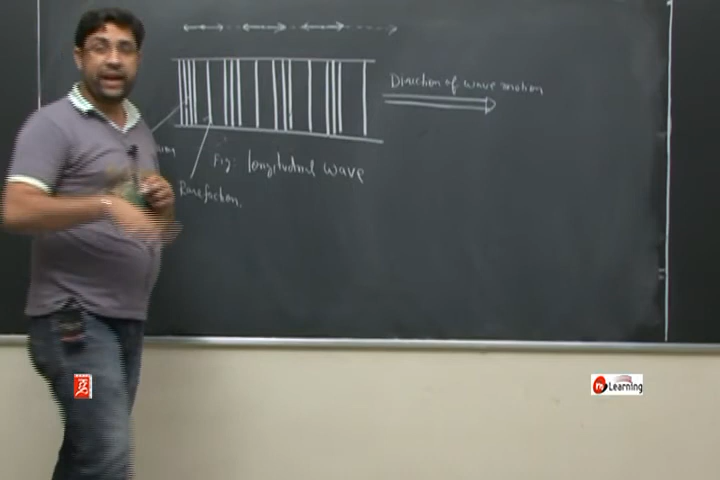 Direction of wave motion
Fig: longitudinal wave
Rarefaction.
Learning